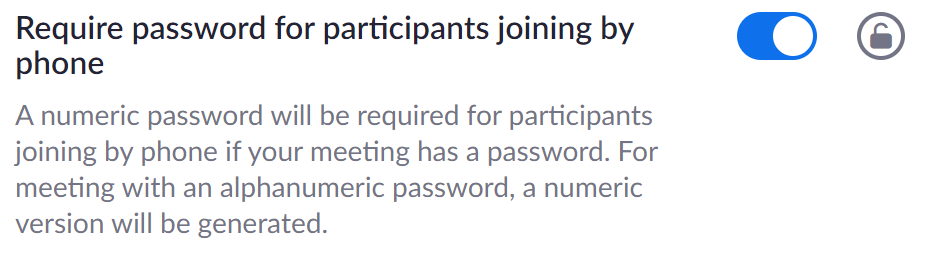 Require password for participants joining by
phone
A numeric password will be required for participants
joining by phone if your meeting has a password. For
meeting with an alphanumeric password, a numeric
version will be generated.